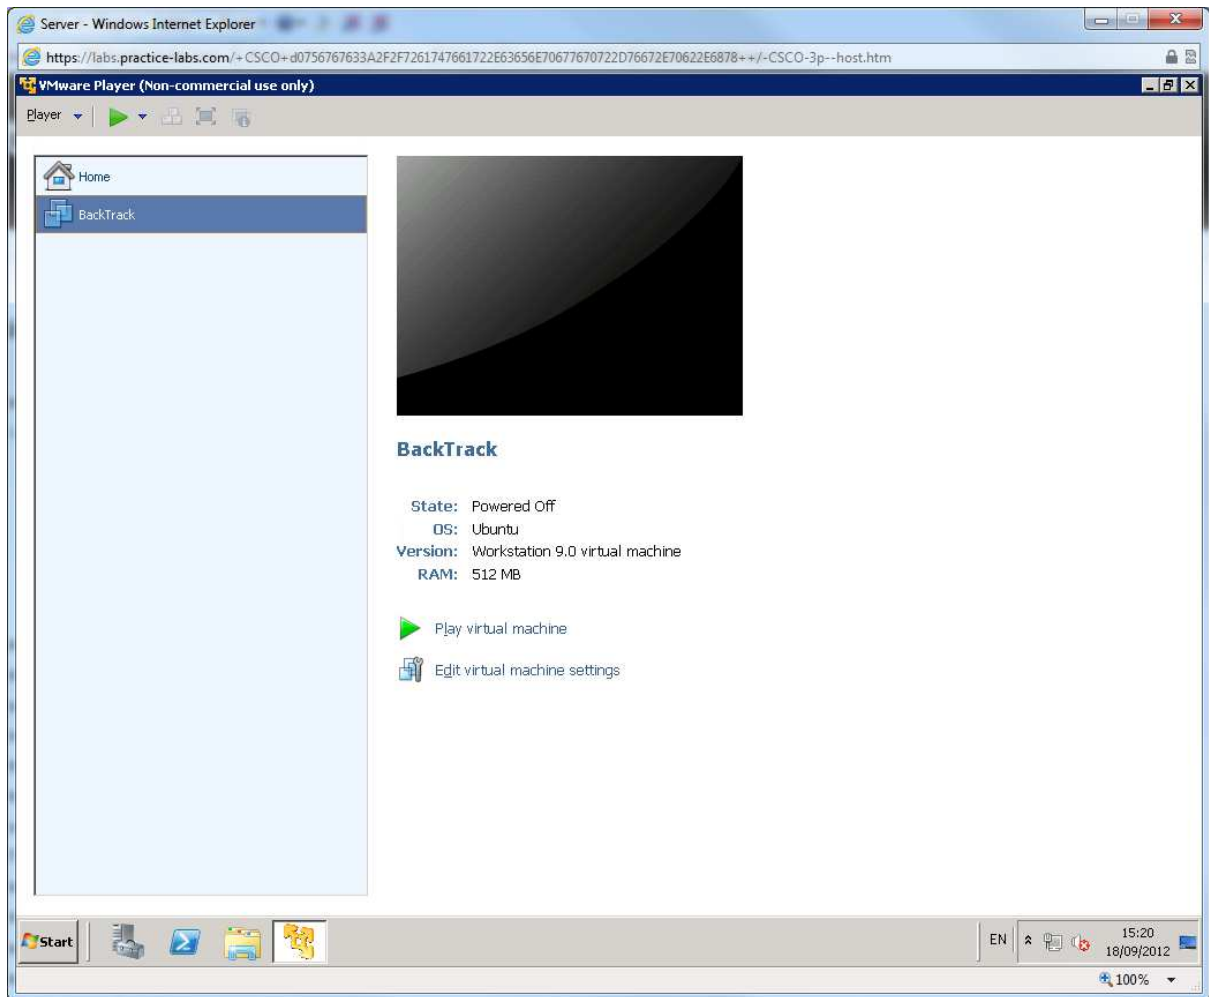 Server - Windows Internet Explorer
https://labs.practice-labs.com/+CSCO+d0756767633A2F2F7261747661722E63656E70677670722D76672E70622E6878++/-CSCO-3p--host.htm
VMware Player (Non-commercial use only)
Player
Home
BackTrack
BackTrack
State: Powered Off
OS: Ubuntu
Version: Workstation 9.0 virtual machine
RAM: 512 MB
Play virtual machine
Edit virtual machine settings
Start
EN
15:20
18/09/2012
100%